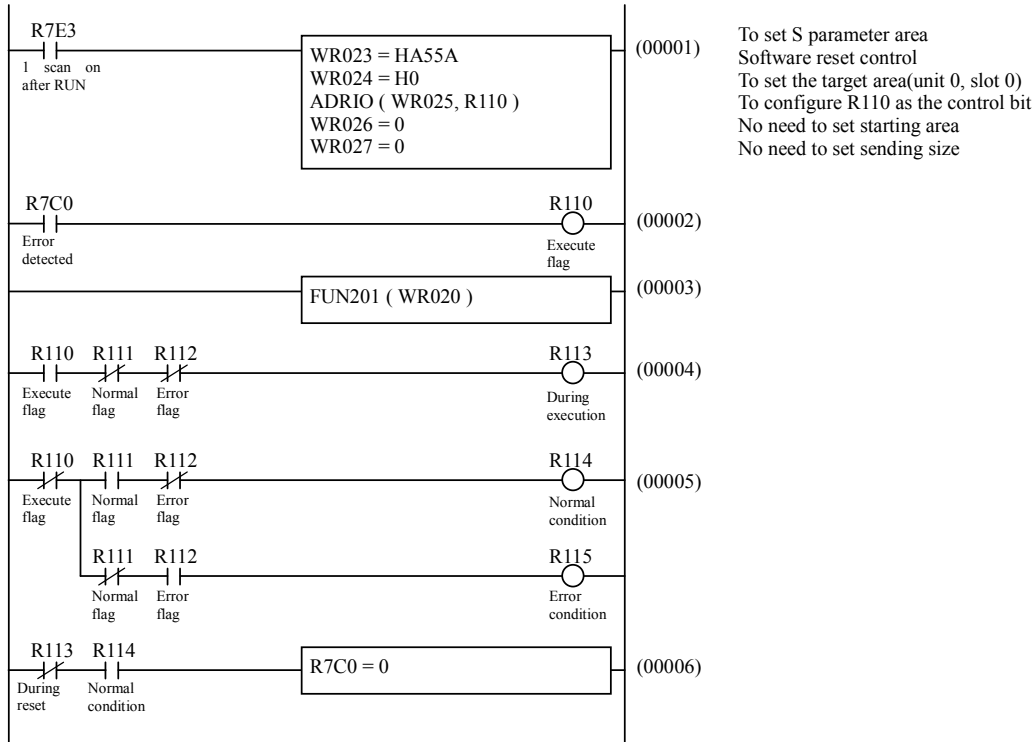 R7E3
1 scan on
after RUN
WR023 = HA55A
WR024 = H0
ADRIO ( WR025, R110 )
WR026 = 0
WR027 = 0
(00001)
To set S parameter area
Software reset control
To set the target area(unit 0, slot 0)
To configure R110 as the control bit
No need to set starting area
No need to set sending size
R7C0
Error
detected
R110
Execute
flag
(00002)
FUN201 ( WR020 )
(00003)
R110 R111 R112
Execute Normal Error
flag flag flag
R113
During
execution
(00004)
R110 R111 R112
Execute Normal Error
flag flag flag
R114
Normal
condition
(00005)
R111 R112
Normal Error
flag flag
R115
Error
condition
R113 R114
During Normal
reset condition
R7C0 = 0
(00006)